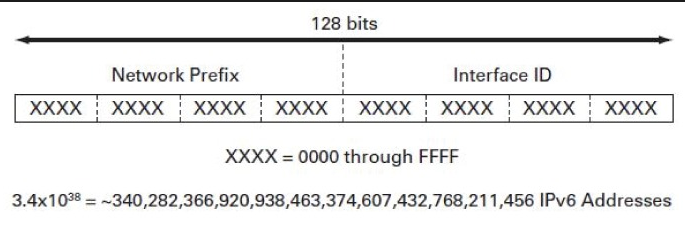 128 bits
Network Prefix Interface ID
XXXX XXXX XXXX XXXX XXXX XXXX XXXX XXXX
XXXX = 0000 through FFFF
3.4x10³⁸ = ~340,282,366,920,938,463,374,607,432,768,211,456 IPv6 Addresses